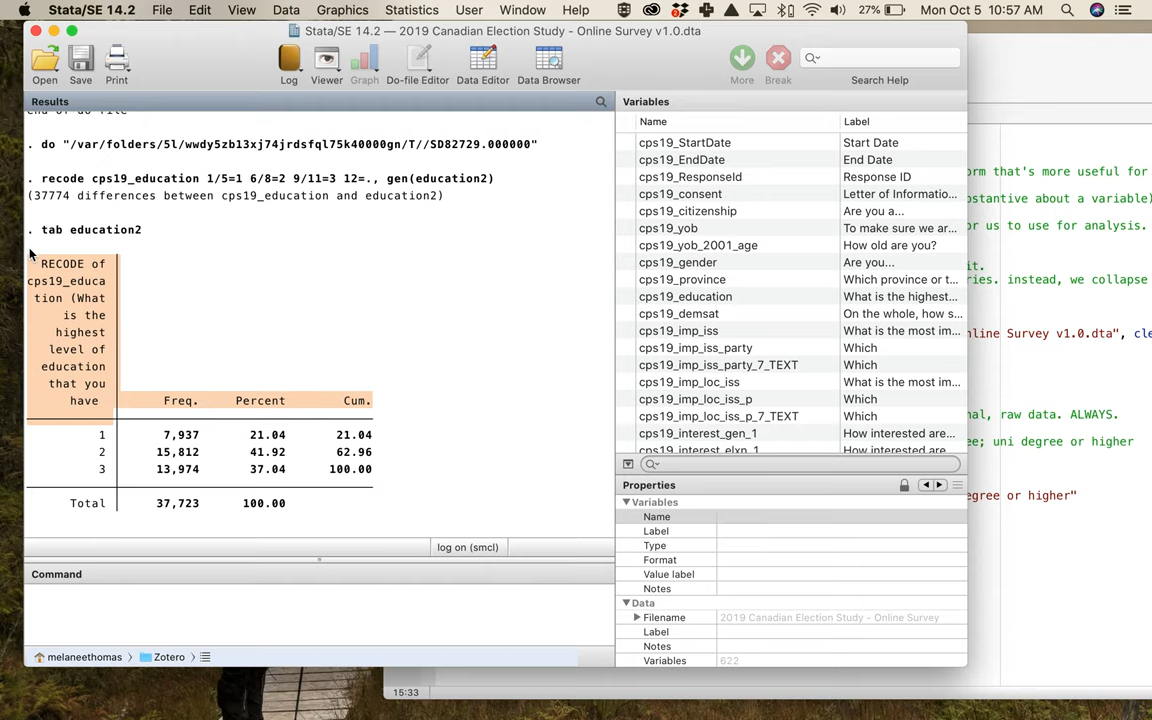 Stata/SE 14.2 File Edit View Data Graphics Statistics User Window Help 27% Mon Oct 5 10:57 AM
Stata/SE 14.2 — 2019 Canadian Election Study - Online Survey v1.0.dta
Open Save Print Log Viewer Graph Do-file Editor Data Editor Data Browser More Break Search Help
Results
end of do-file
. do "/var/folders/5l/wwdy5zb13xj74jrdsfql75k40000gn/T//SD82729.000000"
. recode cps19_education 1/5=1 6/8=2 9/11=3 12=., gen(education2)
(37774 differences between cps19_education and education2)
. tab education2
RECODE of
cps19_educa
tion (What
is the
highest
level of
education
that you
have Freq. Percent Cum.
1 7,937 21.04 21.04
2 15,812 41.92 62.96
3 13,974 37.04 100.00
Total 37,723 100.00
log on (smcl)
Command
melaneethomas Zotero
Variables
Name Label
cps19_StartDate Start Date
cps19_EndDate End Date
cps19_ResponseId Response ID
cps19_consent Letter of Informatio...
cps19_citizenship Are you a...
cps19_yob To make sure we ar...
cps19_yob_2001_age How old are you?
cps19_gender Are you...
cps19_province Which province or t...
cps19_education What is the highest...
cps19_demsat On the whole, how s...
cps19_imp_iss What is the most im...
cps19_imp_iss_party Which
cps19_imp_iss_party_7_TEXT Which
cps19_imp_loc_iss What is the most im...
cps19_imp_loc_iss_p Which
cps19_imp_loc_iss_p_7_TEXT Which
cps19_interest_gen_1 How interested are...
cps19_interest_elxn_1 How interested are
Properties
Variables
Name
Label
Type
Format
Value label
Notes
Data
Filename 2019 Canadian Election Study - Online Survey
Label
Notes
Variables 622
orm that's more useful for
bstantive about a variable)
or us to use for analysis.
it.
ries. instead, we collapse
nline Survey v1.0.dta", cle
nal, raw data. ALWAYS.
ee; uni degree or higher
egree or higher"
15:33